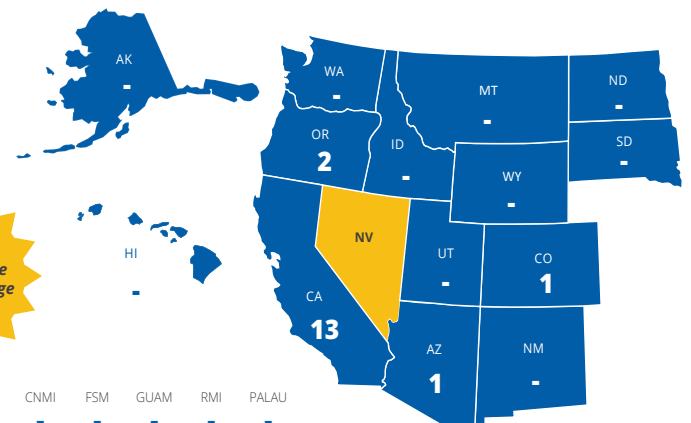 AK
-
WA
-
MT
-
ND
-
OR
2
ID
-
SD
-
WY
-
NV
HI
-
UT
-
CO
1
CA
13
AZ
1
NM
-
CNMI FSM GUAM RMI PALAU
- - - - -